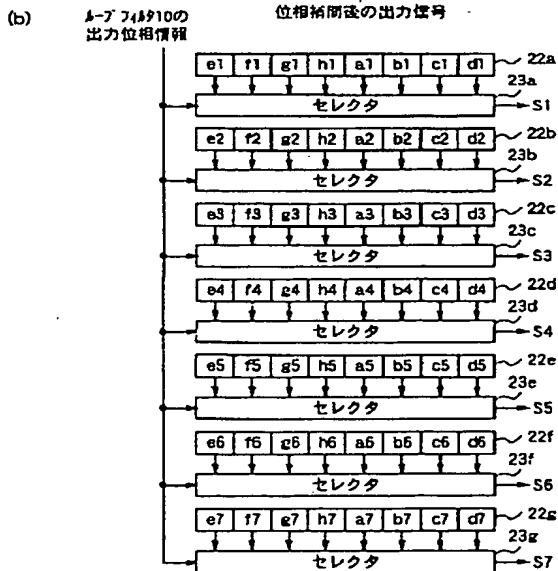 (b)
ループフィルタ10の
出力位相情報
位相補間後の出力信号
e1 f1 g1 h1 a1 b1 c1 d1 22a
23a
セレクタ S1
e2 f2 g2 h2 a2 b2 c2 d2 22b
23b
セレクタ S2
e3 f3 g3 h3 a3 b3 c3 d3 22c
23c
セレクタ S3
e4 f4 g4 h4 a4 b4 c4 d4 22d
23d
セレクタ S4
e5 f5 g5 h5 a5 b5 c5 d5 22e
23e
セレクタ S5
e6 f6 g6 h6 a6 b6 c6 d6 22f
23f
セレクタ S6
e7 f7 g7 h7 a7 b7 c7 d7 22g
23g
セレクタ S7